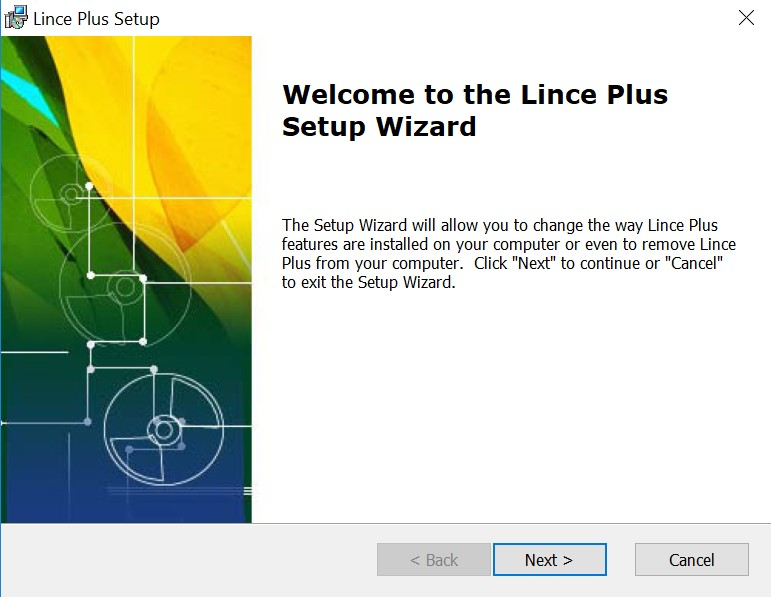 Lince Plus Setup
Welcome to the Lince Plus
Setup Wizard
The Setup Wizard will allow you to change the way Lince Plus
features are installed on your computer or even to remove Lince
Plus from your computer.  Click "Next" to continue or "Cancel"
to exit the Setup Wizard.
< Back
Next >
Cancel